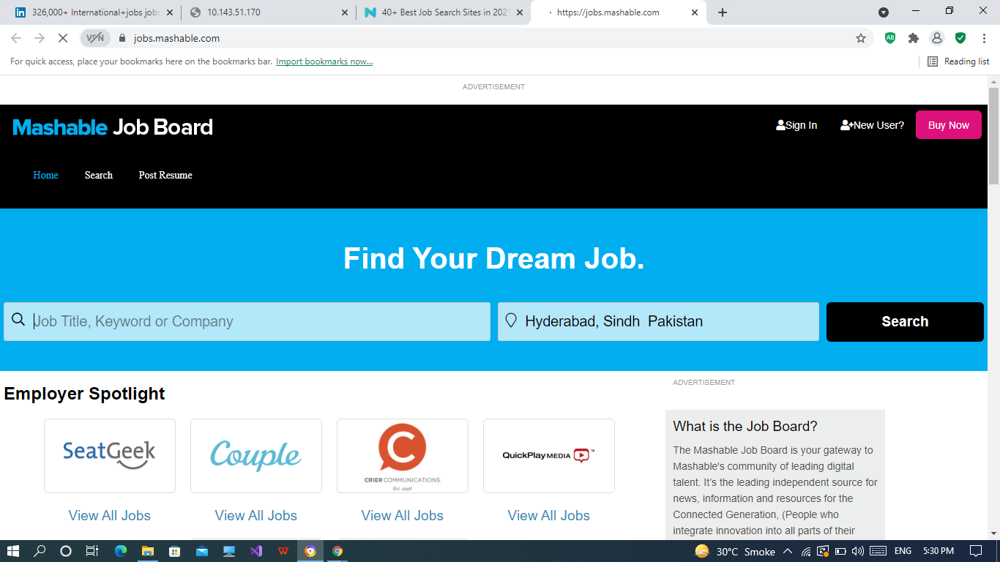 326,000+ International+jobs jobs
10.143.51.170
40+ Best Job Search Sites in 2021
https://jobs.mashable.com
VPN
jobs.mashable.com
AB
For quick access, place your bookmarks here on the bookmarks bar. Import bookmarks now...
Reading list
ADVERTISEMENT
Mashable Job Board
Sign In
New User?
Buy Now
Home
Search
Post Resume
Find Your Dream Job.
Job Title, Keyword or Company
Hyderabad, Sindh  Pakistan
Search
Employer Spotlight
SeatGeek
Couple
C
CRIER COMMUNICATIONS
Est. 1998
QuickPlay MEDIA ™
View All Jobs
View All Jobs
View All Jobs
View All Jobs
ADVERTISEMENT
What is the Job Board?
The Mashable Job Board is your gateway to
Mashable's community of leading digital
talent. It's the leading independent source for
news, information and resources for the
Connected Generation, (People who
integrate innovation into all parts of their
30°C Smoke
ENG
5:30 PM